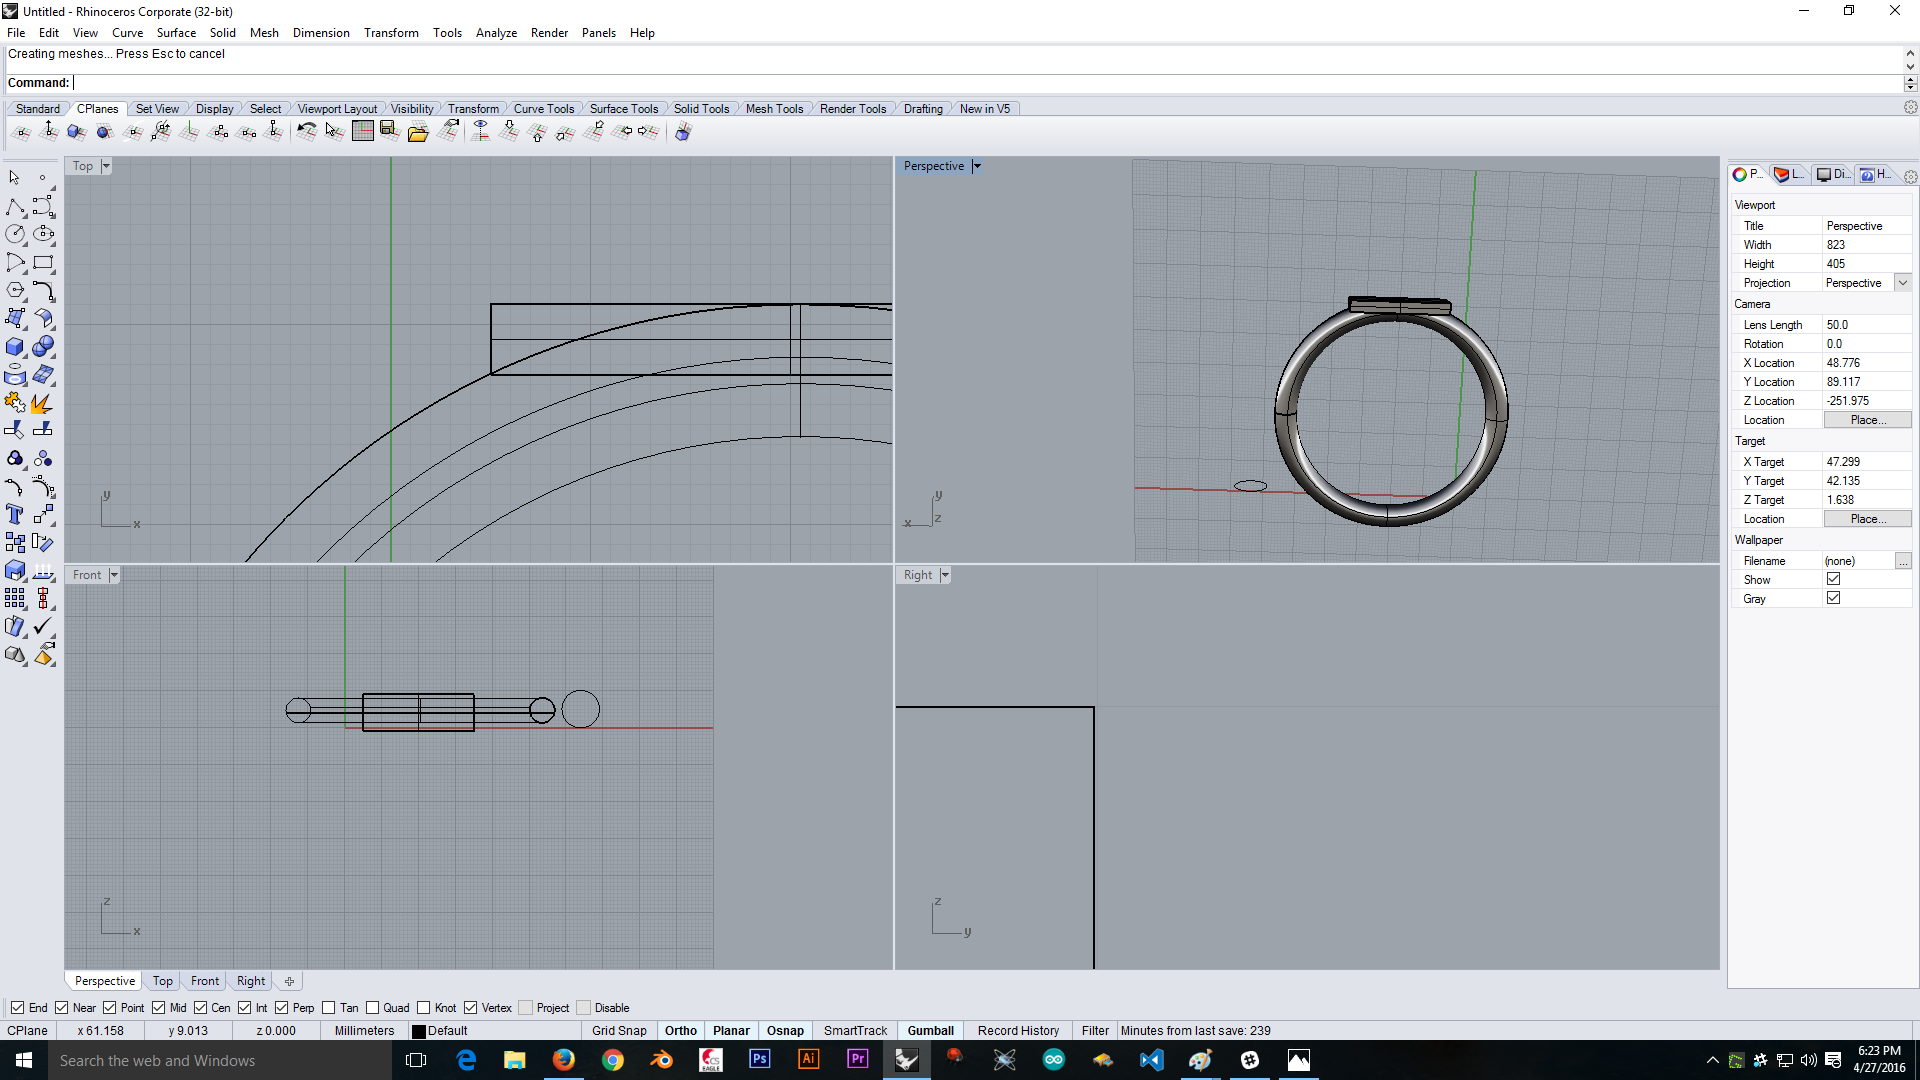 Untitled - Rhinoceros Corporate (32-bit)
File Edit View Curve Surface Solid Mesh Dimension Transform Tools Analyze Render Panels Help
Creating meshes... Press Esc to cancel
Command:
Standard CPlanes Set View Display Select Viewport Layout Visibility Transform Curve Tools Surface Tools Solid Tools Mesh Tools Render Tools Drafting New in V5
Top
y
x
Perspective
y
x z
Front
z
x
Right
z
y
P... L... Di... H...
Viewport
Title Perspective
Width 823
Height 405
Projection Perspective
Camera
Lens Length 50.0
Rotation 0.0
X Location 48.776
Y Location 89.117
Z Location -251.975
Location Place...
Target
X Target 47.299
Y Target 42.135
Z Target 1.638
Location Place...
Wallpaper
Filename (none) ...
Show
Gray
Perspective Top Front Right
End Near Point Mid Cen Int Perp Tan Quad Knot Vertex Project Disable
CPlane x 61.158 y 9.013 z 0.000 Millimeters Default Grid Snap Ortho Planar Osnap SmartTrack Gumball Record History Filter Minutes from last save: 239
Search the web and Windows
CS
EAGLE
Ps Ai Pr
6:23 PM
4/27/2016